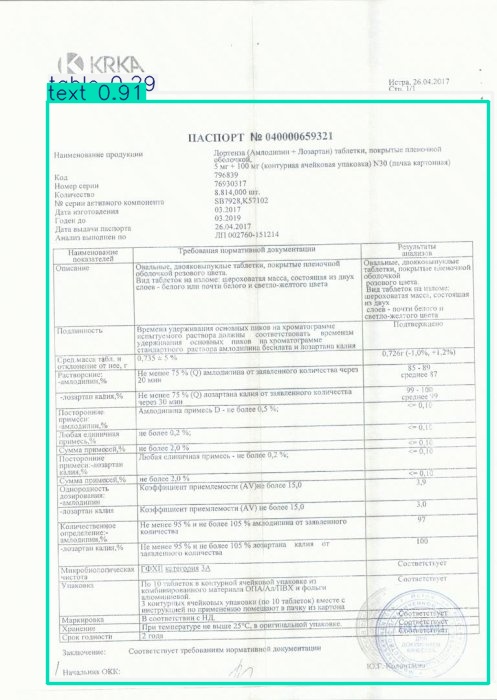 KRKA
table 0.29
text 0.91
Истра, 26.04.2017
Стр. 1/1
ПАСПОРТ № 040000659321
Наименование продукции
Дортенза (Амлодипин + Лозартан) таблетки, покрытые пленочной
оболочкой,
5 мг + 100 мг (контурная ячейковая упаковка) N30 (пачка картонная)
Код 796839
Номер серии 76930317
Количество 8.814,000 шт.
№ серии активного компонента SB7928,K57102
Дата изготовления 03.2017
Годен до 03.2019
Дата выдачи паспорта 26.04.2017
Анализ выполнен по ЛП 002760-151214
Наименование показателей
Требования нормативной документации
Результаты анализов
Описание
Овальные, двояковыпуклые таблетки, покрытые пленочной
оболочкой розового цвета.
Вид таблеток на изломе: шероховатая масса, состоящая из двух
слоев - белого или почти белого и светло-желтого цвета
Овальные, двояковыпуклые
таблетки, покрытые пленочной
оболочкой
розового цвета.
Вид таблеток на изломе:
шероховатая масса, состоящая
из двух
слоев - почти белого и
светло-желтого цвета
Подлинность
Времена удерживания основных пиков на хроматограмме
испытуемого раствора должны соответствовать временам
удерживания основных пиков на хроматограмме
стандартного раствора амлодипина бесилата и лозартана калия
Подтверждено
Сред.масса табл. и
отклонение от нее, г
0,735 ± 5 %
0,726г (-1,0%, +1,2%)
Растворение:
-амлодипин,%
Не менее 75 % (Q) амлодипина от заявленного количества через
20 мин
85 - 89
среднее 87
-лозартан калия,%
Не менее 75 % (Q) лозартана калия от заявленного количества
через 30 мин
99 - 100
среднее 99
Посторонние
примеси:
-амлодипин,%
Амлодипина примесь D - не более 0,5 %;
<= 0,10
Любая единичная
примесь,%
не более 0,2 %;
<= 0,10
Сумма примесей,%
не более 2,0 %
<= 0,10
Посторонние
примеси:-лозартан
калия,%
Любая единичная примесь - не более 0,2 %;
<= 0,10
Сумма примесей,%
не более 2,0 %
<= 0,10
Однородность
дозирования:
-амлодипин
Коэффициент приемлемости (AV)не более 15,0
3,9
-лозартан калия
Коэффициент приемлемости (AV) не более 15,0
3,0
Количественное
определение:-
амлодипин,%
Не менее 95 % и не более 105 % амлодипина от заявленного
количества
97
-лозартан калия,%
Не менее 95 % и не более 105 % лозартана калия от
заявленного количества
100
Микробиологическая
чистота
ГФXII категория 3А
Соответствует
Упаковка
По 10 таблеток в контурной ячейковой упаковке из
комбинированного материала ОПА/Ал/ПВХ и фольги
алюминиевой.
3 контурных ячейковых упаковки (по 10 таблеток) вместе с
инструкцией по применению помещают в пачку из картона
Соответствует
Маркировка
В соответствии с НД.
Соответствует
Хранение
При температуре не выше 25°C, в оригинальной упаковке.
Соответствует
Срок годности
2 года
Соответствует
Заключение: Соответствует требованиям нормативной документации
Начальник ОКК: